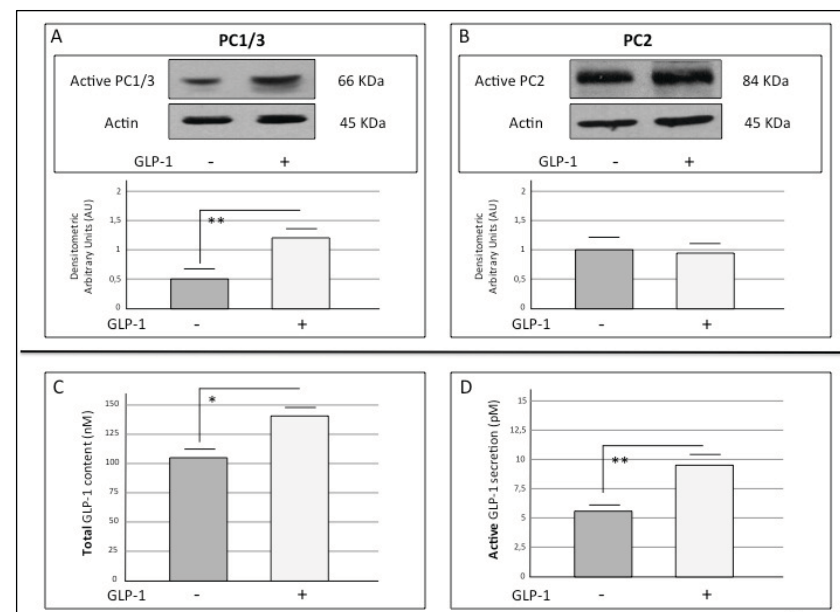 A
PC1/3
Active PC1/3
66 KDa
Actin
45 KDa
GLP-1 - +
Densitometric
Arbitrary Units (AU)
2
1,5
1
0,5
0
**
GLP-1 - +
B
PC2
Active PC2
84 KDa
Actin
45 KDa
GLP-1 - +
Densitometric
Arbitrary Units (AU)
2
1,5
1
0,5
0
GLP-1 - +
C
Total GLP-1 content (nM)
150
125
100
75
50
25
0
*
GLP-1 - +
D
Active GLP-1 secretion (pM)
15
12,5
10
7,5
5
2,5
0
**
GLP-1 - +